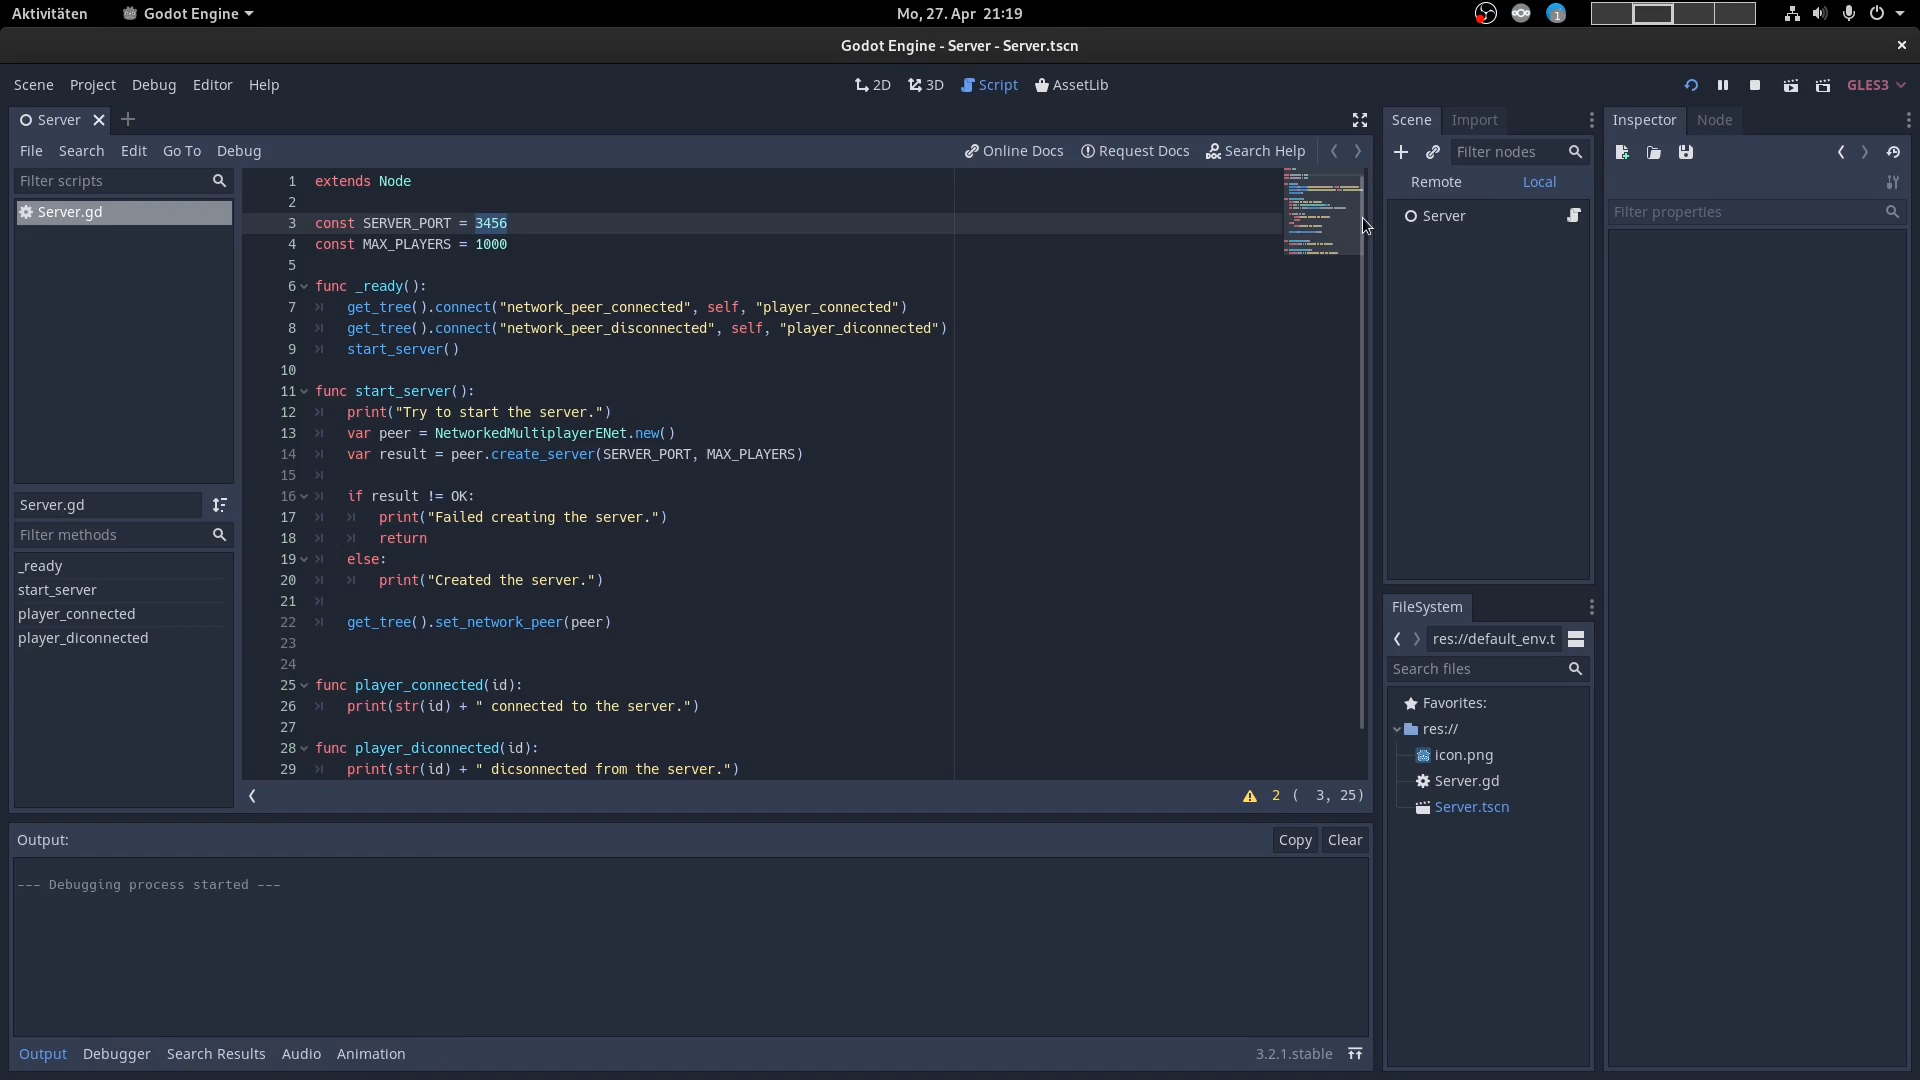 Aktivitäten Godot Engine Mo, 27. Apr 21:19 1
Godot Engine - Server - Server.tscn
Scene Project Debug Editor Help 2D 3D Script AssetLib GLES3
Server
File Search Edit Go To Debug Online Docs Request Docs Search Help
Filter scripts
Server.gd
Server.gd
Filter methods
_ready
start_server
player_connected
player_diconnected
1 extends Node
2
3 const SERVER_PORT = 3456
4 const MAX_PLAYERS = 1000
5
6 func _ready():
7 get_tree().connect("network_peer_connected", self, "player_connected")
8 get_tree().connect("network_peer_disconnected", self, "player_diconnected")
9 start_server()
10
11 func start_server():
12 print("Try to start the server.")
13 var peer = NetworkedMultiplayerENet.new()
14 var result = peer.create_server(SERVER_PORT, MAX_PLAYERS)
15
16 if result != OK:
17 print("Failed creating the server.")
18 return
19 else:
20 print("Created the server.")
21
22 get_tree().set_network_peer(peer)
23
24
25 func player_connected(id):
26 print(str(id) + " connected to the server.")
27
28 func player_diconnected(id):
29 print(str(id) + " dicsonnected from the server.")
2 ( 3, 25)
Output: Copy Clear
--- Debugging process started ---
Output Debugger Search Results Audio Animation 3.2.1.stable
Scene Import
Filter nodes
Remote Local
Server
FileSystem
res://default_env.t
Search files
Favorites:
res://
icon.png
Server.gd
Server.tscn
Inspector Node
Filter properties